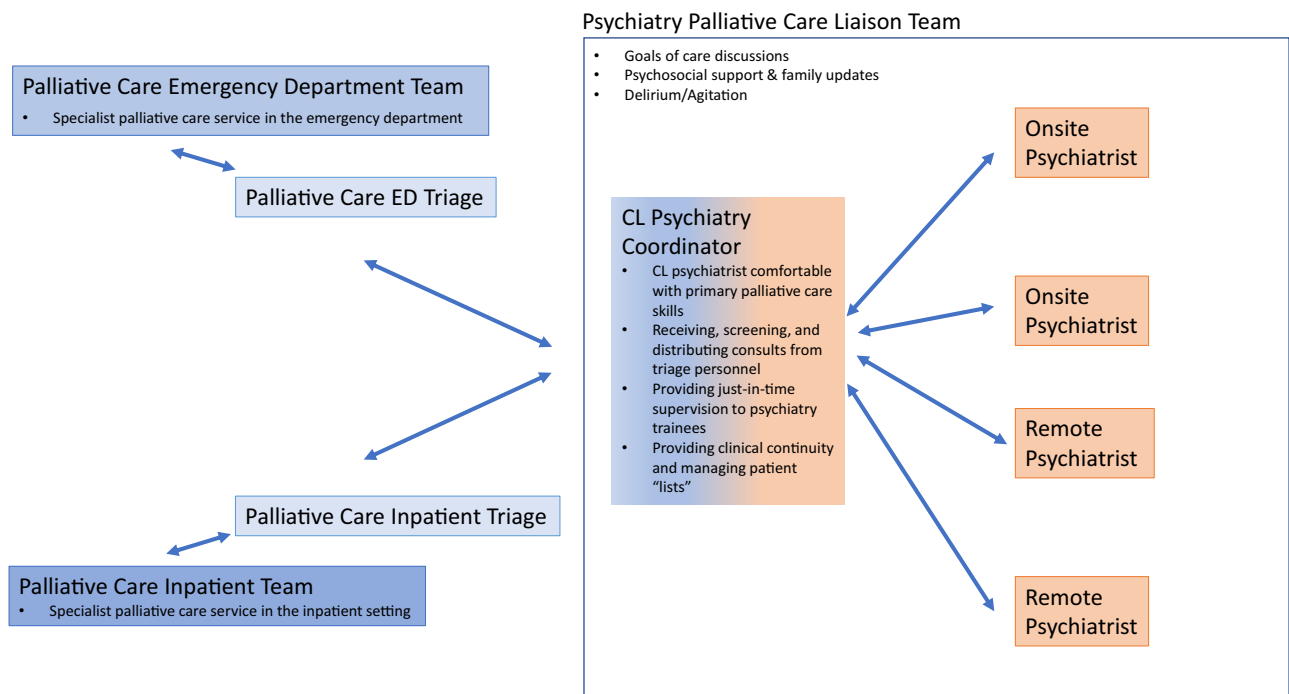 Psychiatry Palliative Care Liaison Team
• Goals of care discussions
• Psychosocial support & family updates
• Delirium/Agitation
Palliative Care Emergency Department Team
• Specialist palliative care service in the emergency department
Palliative Care ED Triage
Palliative Care Inpatient Triage
Palliative Care Inpatient Team
• Specialist palliative care service in the inpatient setting
CL Psychiatry
Coordinator
• CL psychiatrist comfortable
with primary palliative care
skills
• Receiving, screening, and
distributing consults from
triage personnel
• Providing just-in-time
supervision to psychiatry
trainees
• Providing clinical continuity
and managing patient
“lists”
Onsite
Psychiatrist
Onsite
Psychiatrist
Remote
Psychiatrist
Remote
Psychiatrist